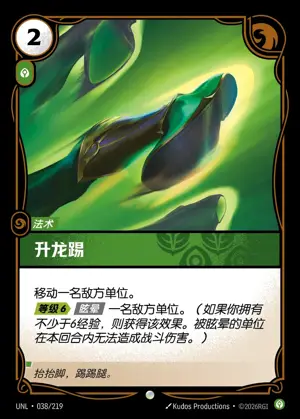 2
法术
升龙踢
移动一名敌方单位。
等级 6 眩晕 一名敌方单位。（如果你拥有
不少于6经验，则获得该效果。被眩晕的单位
在本回合内无法造成战斗伤害。）
抬抬脚，踢踢腿。
UNL • 038/219 Kudos Productions • ©2026RGI